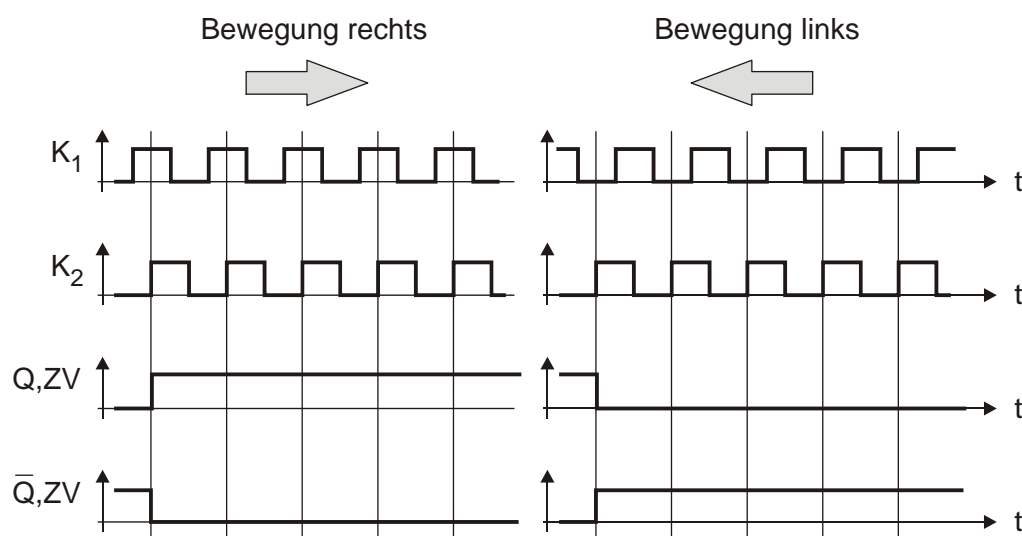 Bewegung rechts Bewegung links
K₁ t
K₂ t
Q,ZV t
Q̅,ZV t